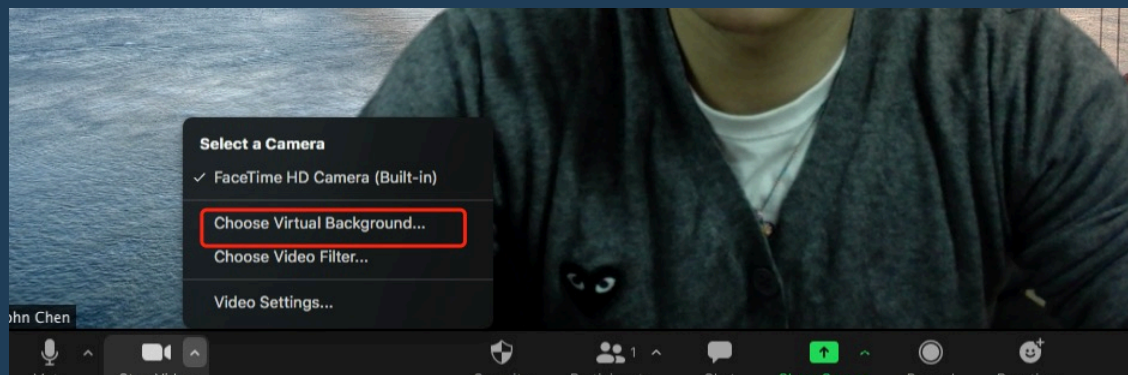 Select a Camera
✓ FaceTime HD Camera (Built-in)
Choose Virtual Background...
Choose Video Filter...
Video Settings...
ohn Chen
1